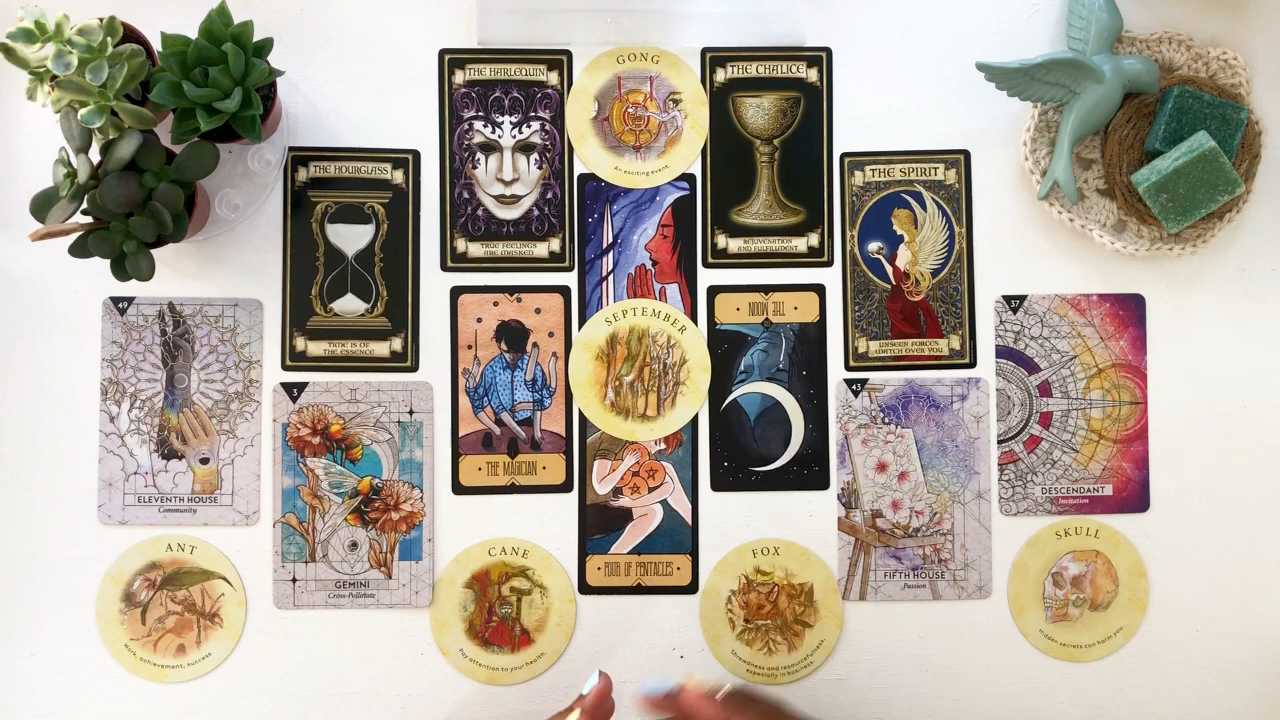 THE HARLEQUIN
TRUE FEELINGS
ARE MASKED
GONG
An exciting event.
THE CHALICE
REJUVENATION
AND FULFILLMENT
THE HOURGLASS
TIME IS OF
THE ESSENCE
THE SPIRIT
UNSEEN FORCES
WATCH OVER YOU
49
ELEVENTH HOUSE
Community
3
GEMINI
Cross-Pollinate
THE MAGICIAN
SEPTEMBER
THE MOON
FOUR OF PENTACLES
43
FIFTH HOUSE
Passion
37
DESCENDANT
Invitation
ANT
Work, achievement, success.
CANE
Pay attention to your health.
FOX
Shrewdness and resourcefulness,
especially in business.
SKULL
Hidden secrets can harm you.